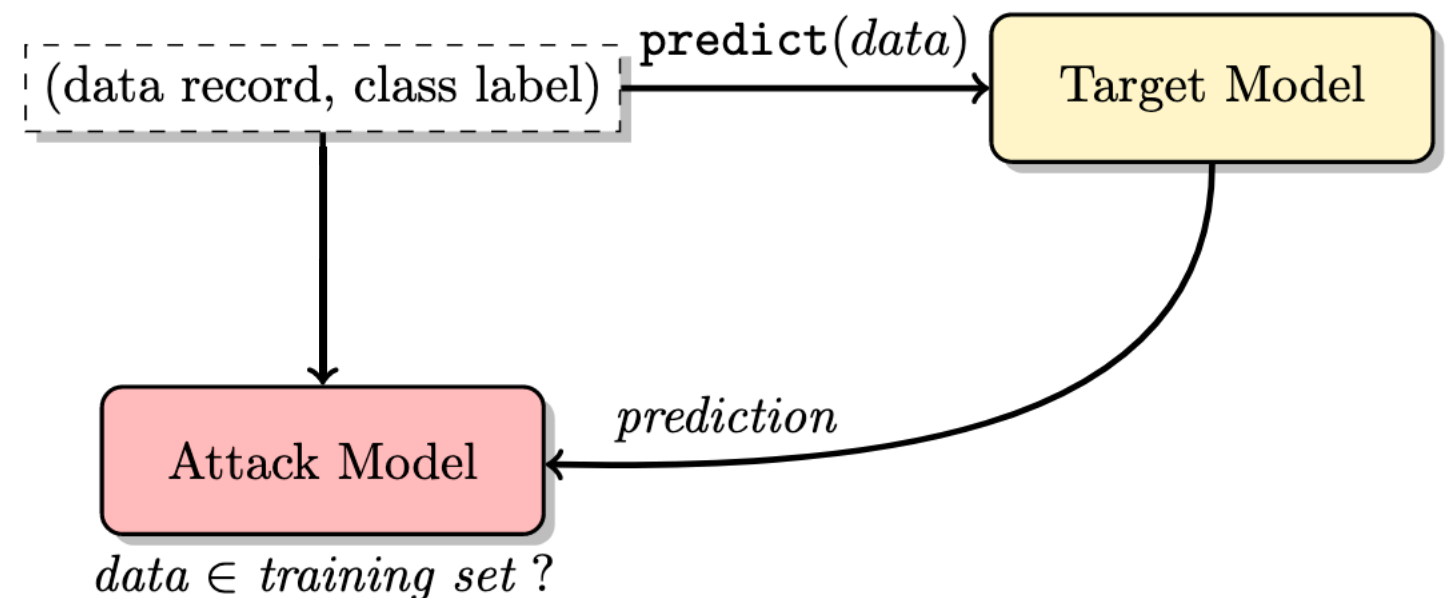 (data record, class label)
predict(data)
Target Model
prediction
Attack Model
data ∈ training set ?